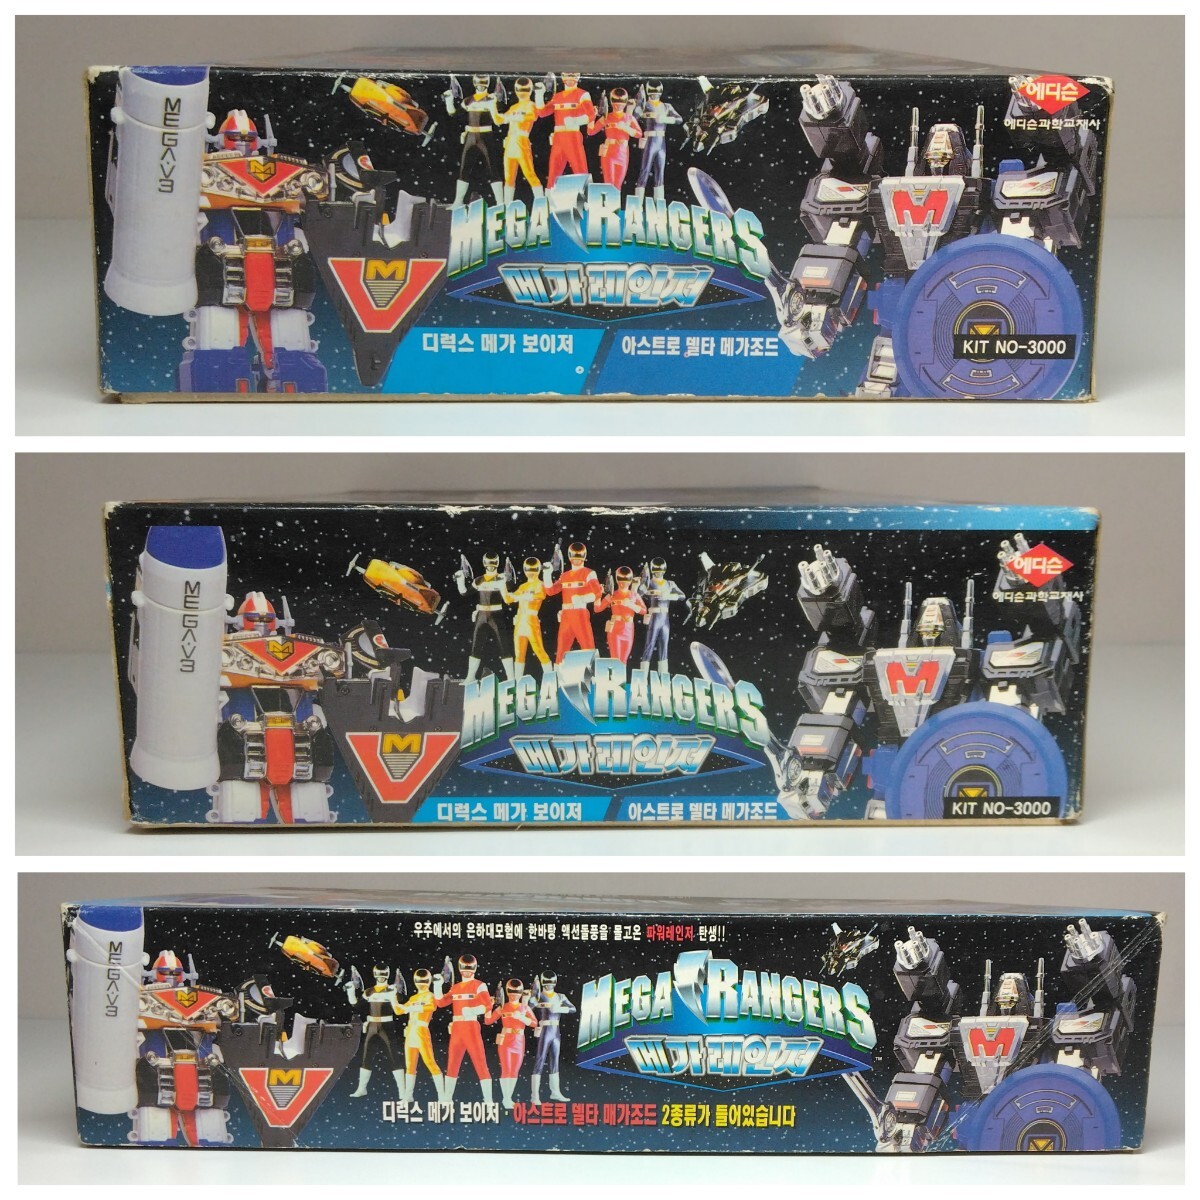 MEGAV3
M
M
MEGA RANGERS
메가레인저
디럭스 메가 보이저
아스트로 델타 메가조드
M
에디슨
에디슨과학교재사
KIT NO-3000
MEGAV3
M
M
MEGA RANGERS
메가레인저
디럭스 메가 보이저
아스트로 델타 메가조드
M
에디슨
에디슨과학교재사
KIT NO-3000
우주에서의 은하대모험에 한바탕 액션돌풍을 몰고온 파워레인저 탄생!!
MEGAV3
M
M
MEGA RANGERS
메가레인저
TM
M
디럭스 메가 보이저·아스트로 델타 메가조드 2종류가 들어있습니다